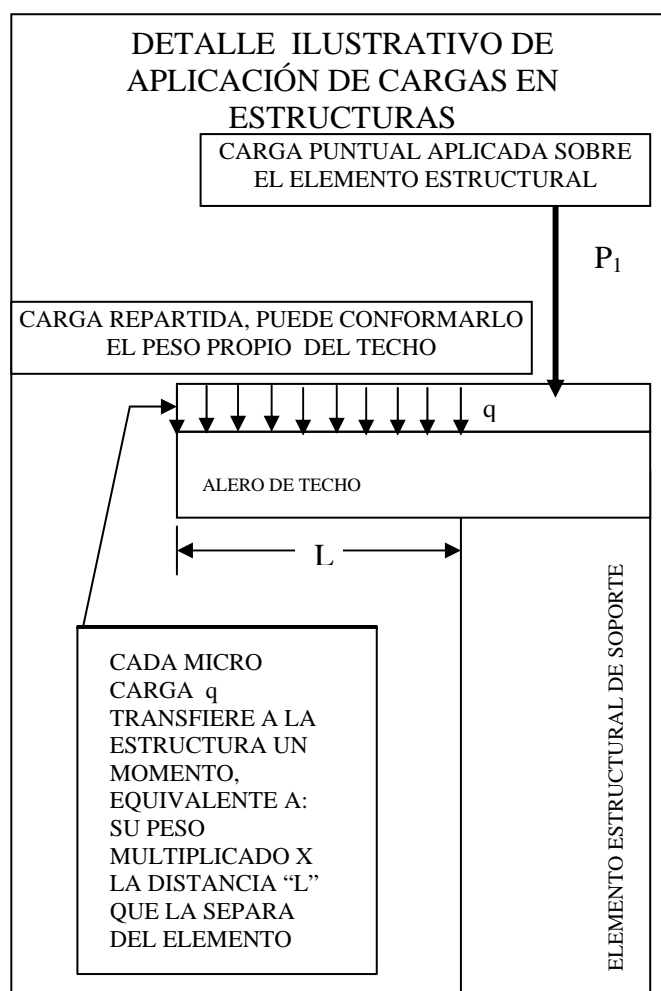 DETALLE ILUSTRATIVO DE
APLICACIÓN DE CARGAS EN
ESTRUCTURAS
CARGA PUNTUAL APLICADA SOBRE
EL ELEMENTO ESTRUCTURAL
P1
CARGA REPARTIDA, PUEDE CONFORMARLO
EL PESO PROPIO DEL TECHO
q
ALERO DE TECHO
L
CADA MICRO
CARGA q
TRANSFIERE A LA
ESTRUCTURA UN
MOMENTO,
EQUIVALENTE A:
SU PESO
MULTIPLICADO X
LA DISTANCIA “L”
QUE LA SEPARA
DEL ELEMENTO
ELEMENTO ESTRUCTURAL DE SOPORTE